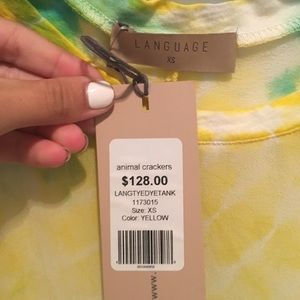 LANGUAGE
XS
animal crackers
$128.00
LANGTYEDYETANK
1173015
Size: XS
Color: YELLOW